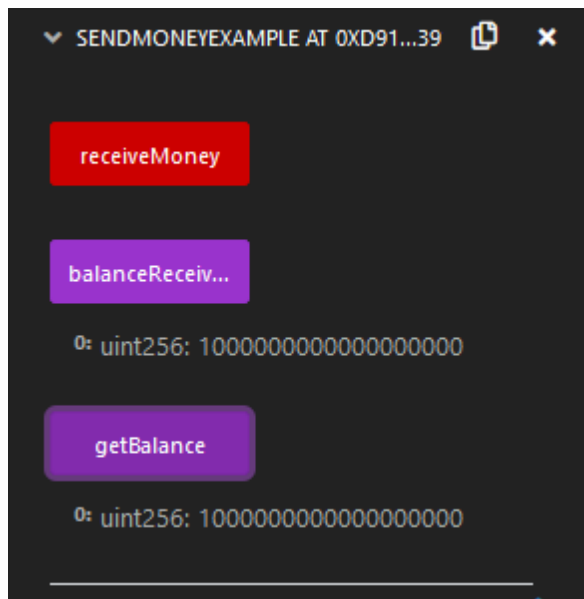 SENDMONEYEXAMPLE AT 0XD91...39
receiveMoney
balanceReceiv...
0: uint256: 1000000000000000000
getBalance
0: uint256: 1000000000000000000